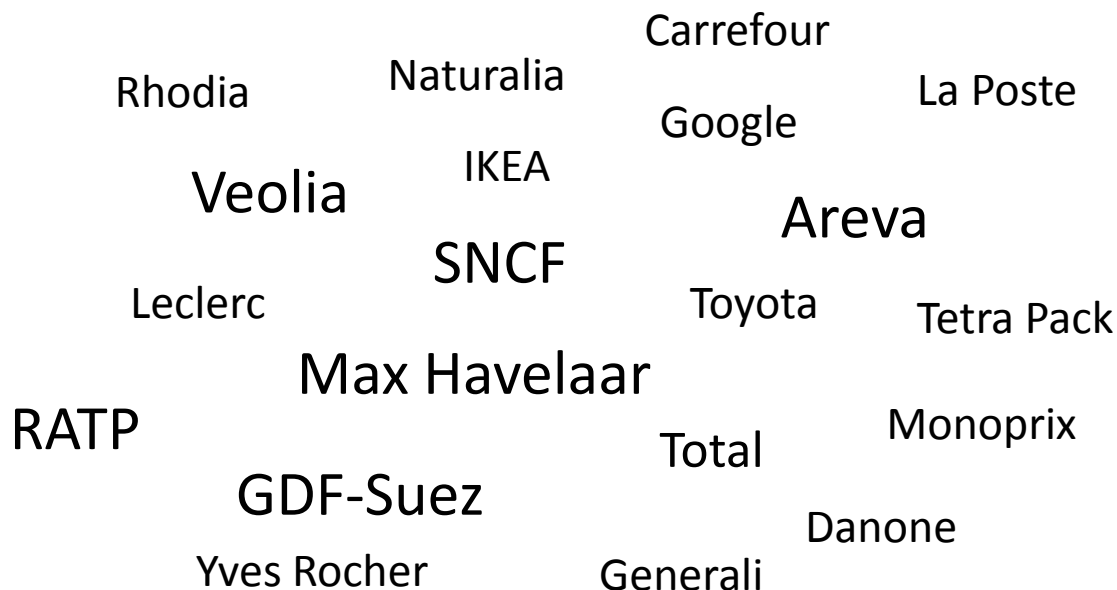 Carrefour
Naturalia
Rhodia
La Poste
Google
IKEA
Veolia
Areva
SNCF
Leclerc
Toyota
Tetra Pack
Max Havelaar
RATP
Monoprix
Total
GDF-Suez
Danone
Yves Rocher
Generali